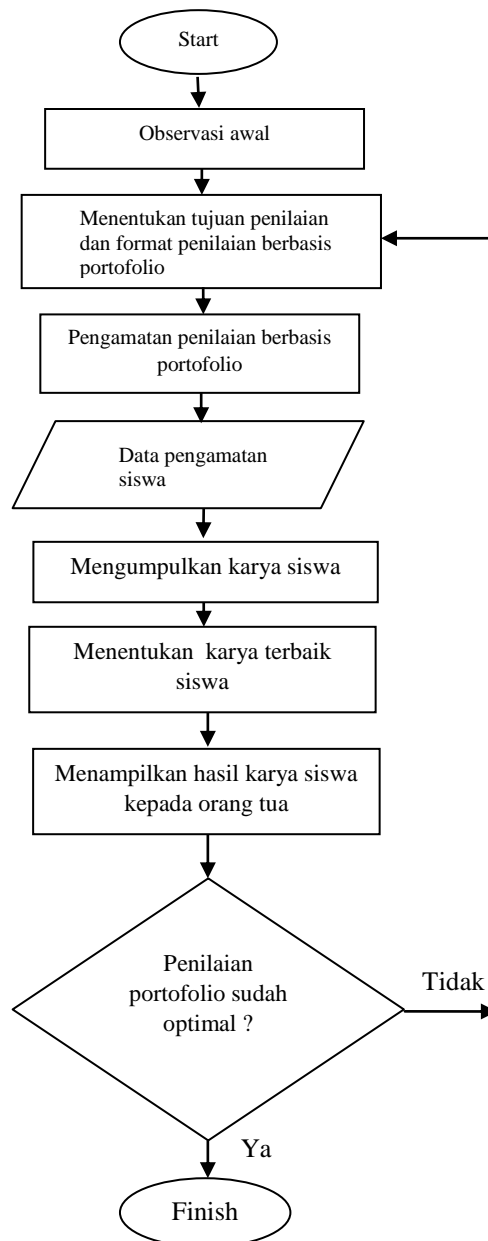 Start
Observasi awal
Menentukan tujuan penilaian
dan format penilaian berbasis
portofolio
Pengamatan penilaian berbasis
portofolio
Data pengamatan
siswa
Mengumpulkan karya siswa
Menentukan karya terbaik
siswa
Menampilkan hasil karya siswa
kepada orang tua
Penilaian
portofolio sudah
optimal ?
Tidak
Ya
Finish